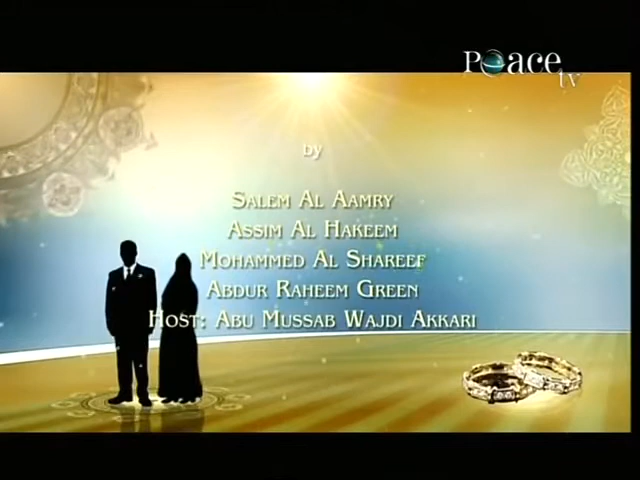 Peace tv
by
Salem Al Aamry
Assim Al Hakeem
Mohammed Al Shareef
Abdur Raheem Green
Host: Abu Mussab Wajdi Akkari